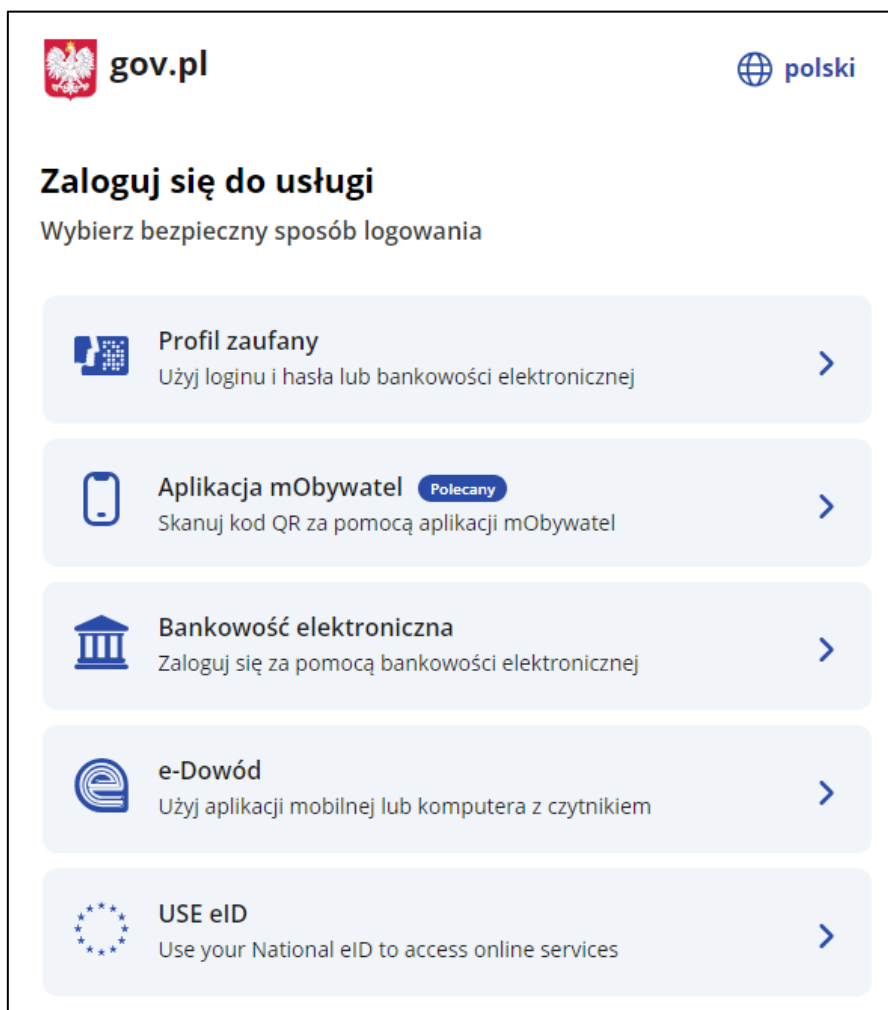 gov.pl
polski
Zaloguj się do usługi
Wybierz bezpieczny sposób logowania
Profil zaufany
Użyj loginu i hasła lub bankowości elektronicznej
Aplikacja mObywatel Polecany
Skanuj kod QR za pomocą aplikacji mObywatel
Bankowość elektroniczna
Zaloguj się za pomocą bankowości elektronicznej
e-Dowód
Użyj aplikacji mobilnej lub komputera z czytnikiem
USE eID
Use your National eID to access online services